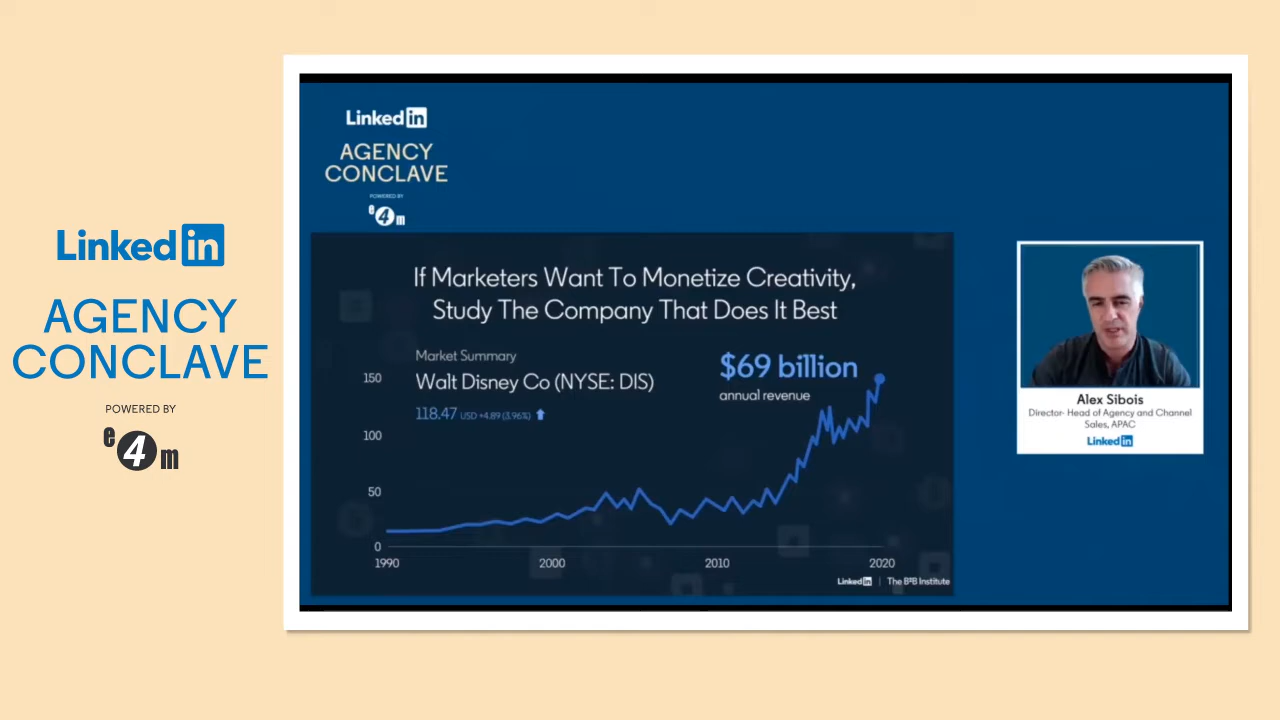 Linked in
AGENCY
CONCLAVE
POWERED BY
e4m
Linked in
AGENCY
CONCLAVE
POWERED BY
e4m
If Marketers Want To Monetize Creativity,
Study The Company That Does It Best
Market Summary
Walt Disney Co (NYSE: DIS)
118.47 USD +4.89 (3.96%)
$69 billion
annual revenue
150
100
50
0
1990
2000
2010
2020
Linked in | The B2B Institute
Alex Sibois
Director- Head of Agency and Channel
Sales, APAC
Linked in